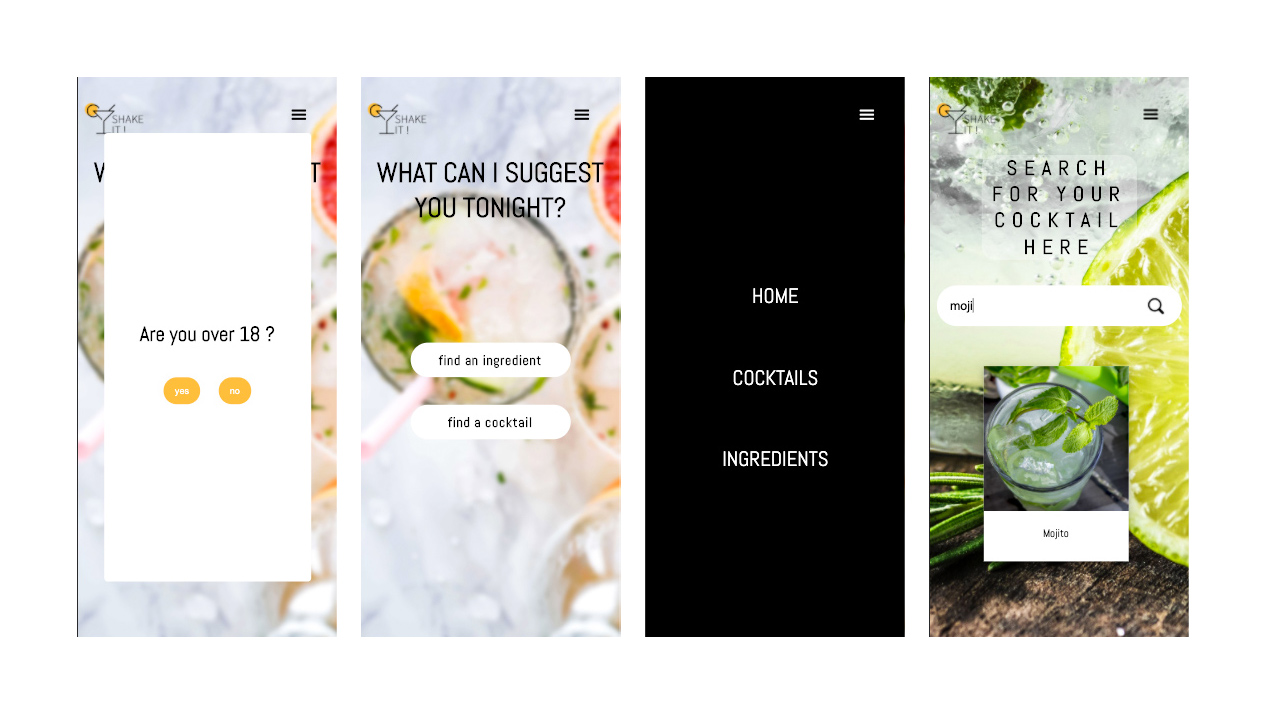 SHAKE
IT !
W
T
Are you over 18 ?
yes
no
SHAKE
IT !
WHAT CAN I SUGGEST
YOU TONIGHT?
find an ingredient
find a cocktail
HOME
COCKTAILS
INGREDIENTS
SHAKE
IT !
SEARCH
FOR YOUR
COCKTAIL
HERE
moji
Mojito